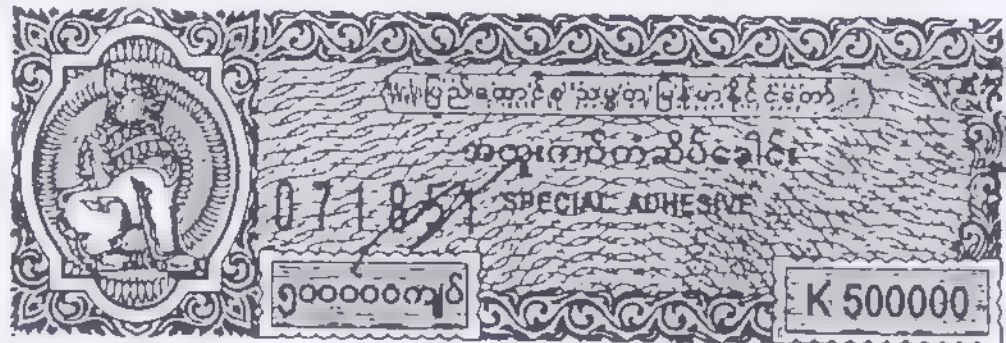 ပြည်ထောင်စု သမ္မတ မြန်မာနိုင်ငံတော်
အထူးကပ်တံဆိပ်ခေါင်း
SPECIAL ADHESIVE
၅၀၀၀၀၀ကျပ်
K 500000